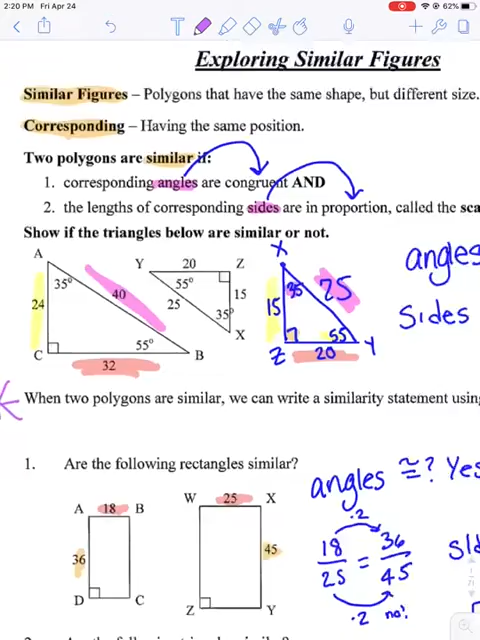 2:20 PM Fri Apr 24
62%
T
Exploring Similar Figures
Similar Figures – Polygons that have the same shape, but different size.
Corresponding – Having the same position.
Two polygons are similar if:
1. corresponding angles are congruent AND
2. the lengths of corresponding sides are in proportion, called the sca
Show if the triangles below are similar or not.
A
35°
24
40
55°
C
32
B
Y
20
Z
55°
25
15
35°
X
X
35
25
15
55
Z
20
Y
angles
Sides
When two polygons are similar, we can write a similarity statement using
1. Are the following rectangles similar?
A 18 B
36
D C
W 25 X
45
Z Y
angles ≅? Yes
·2
18/25 = 36/45
·2 no!
Sid